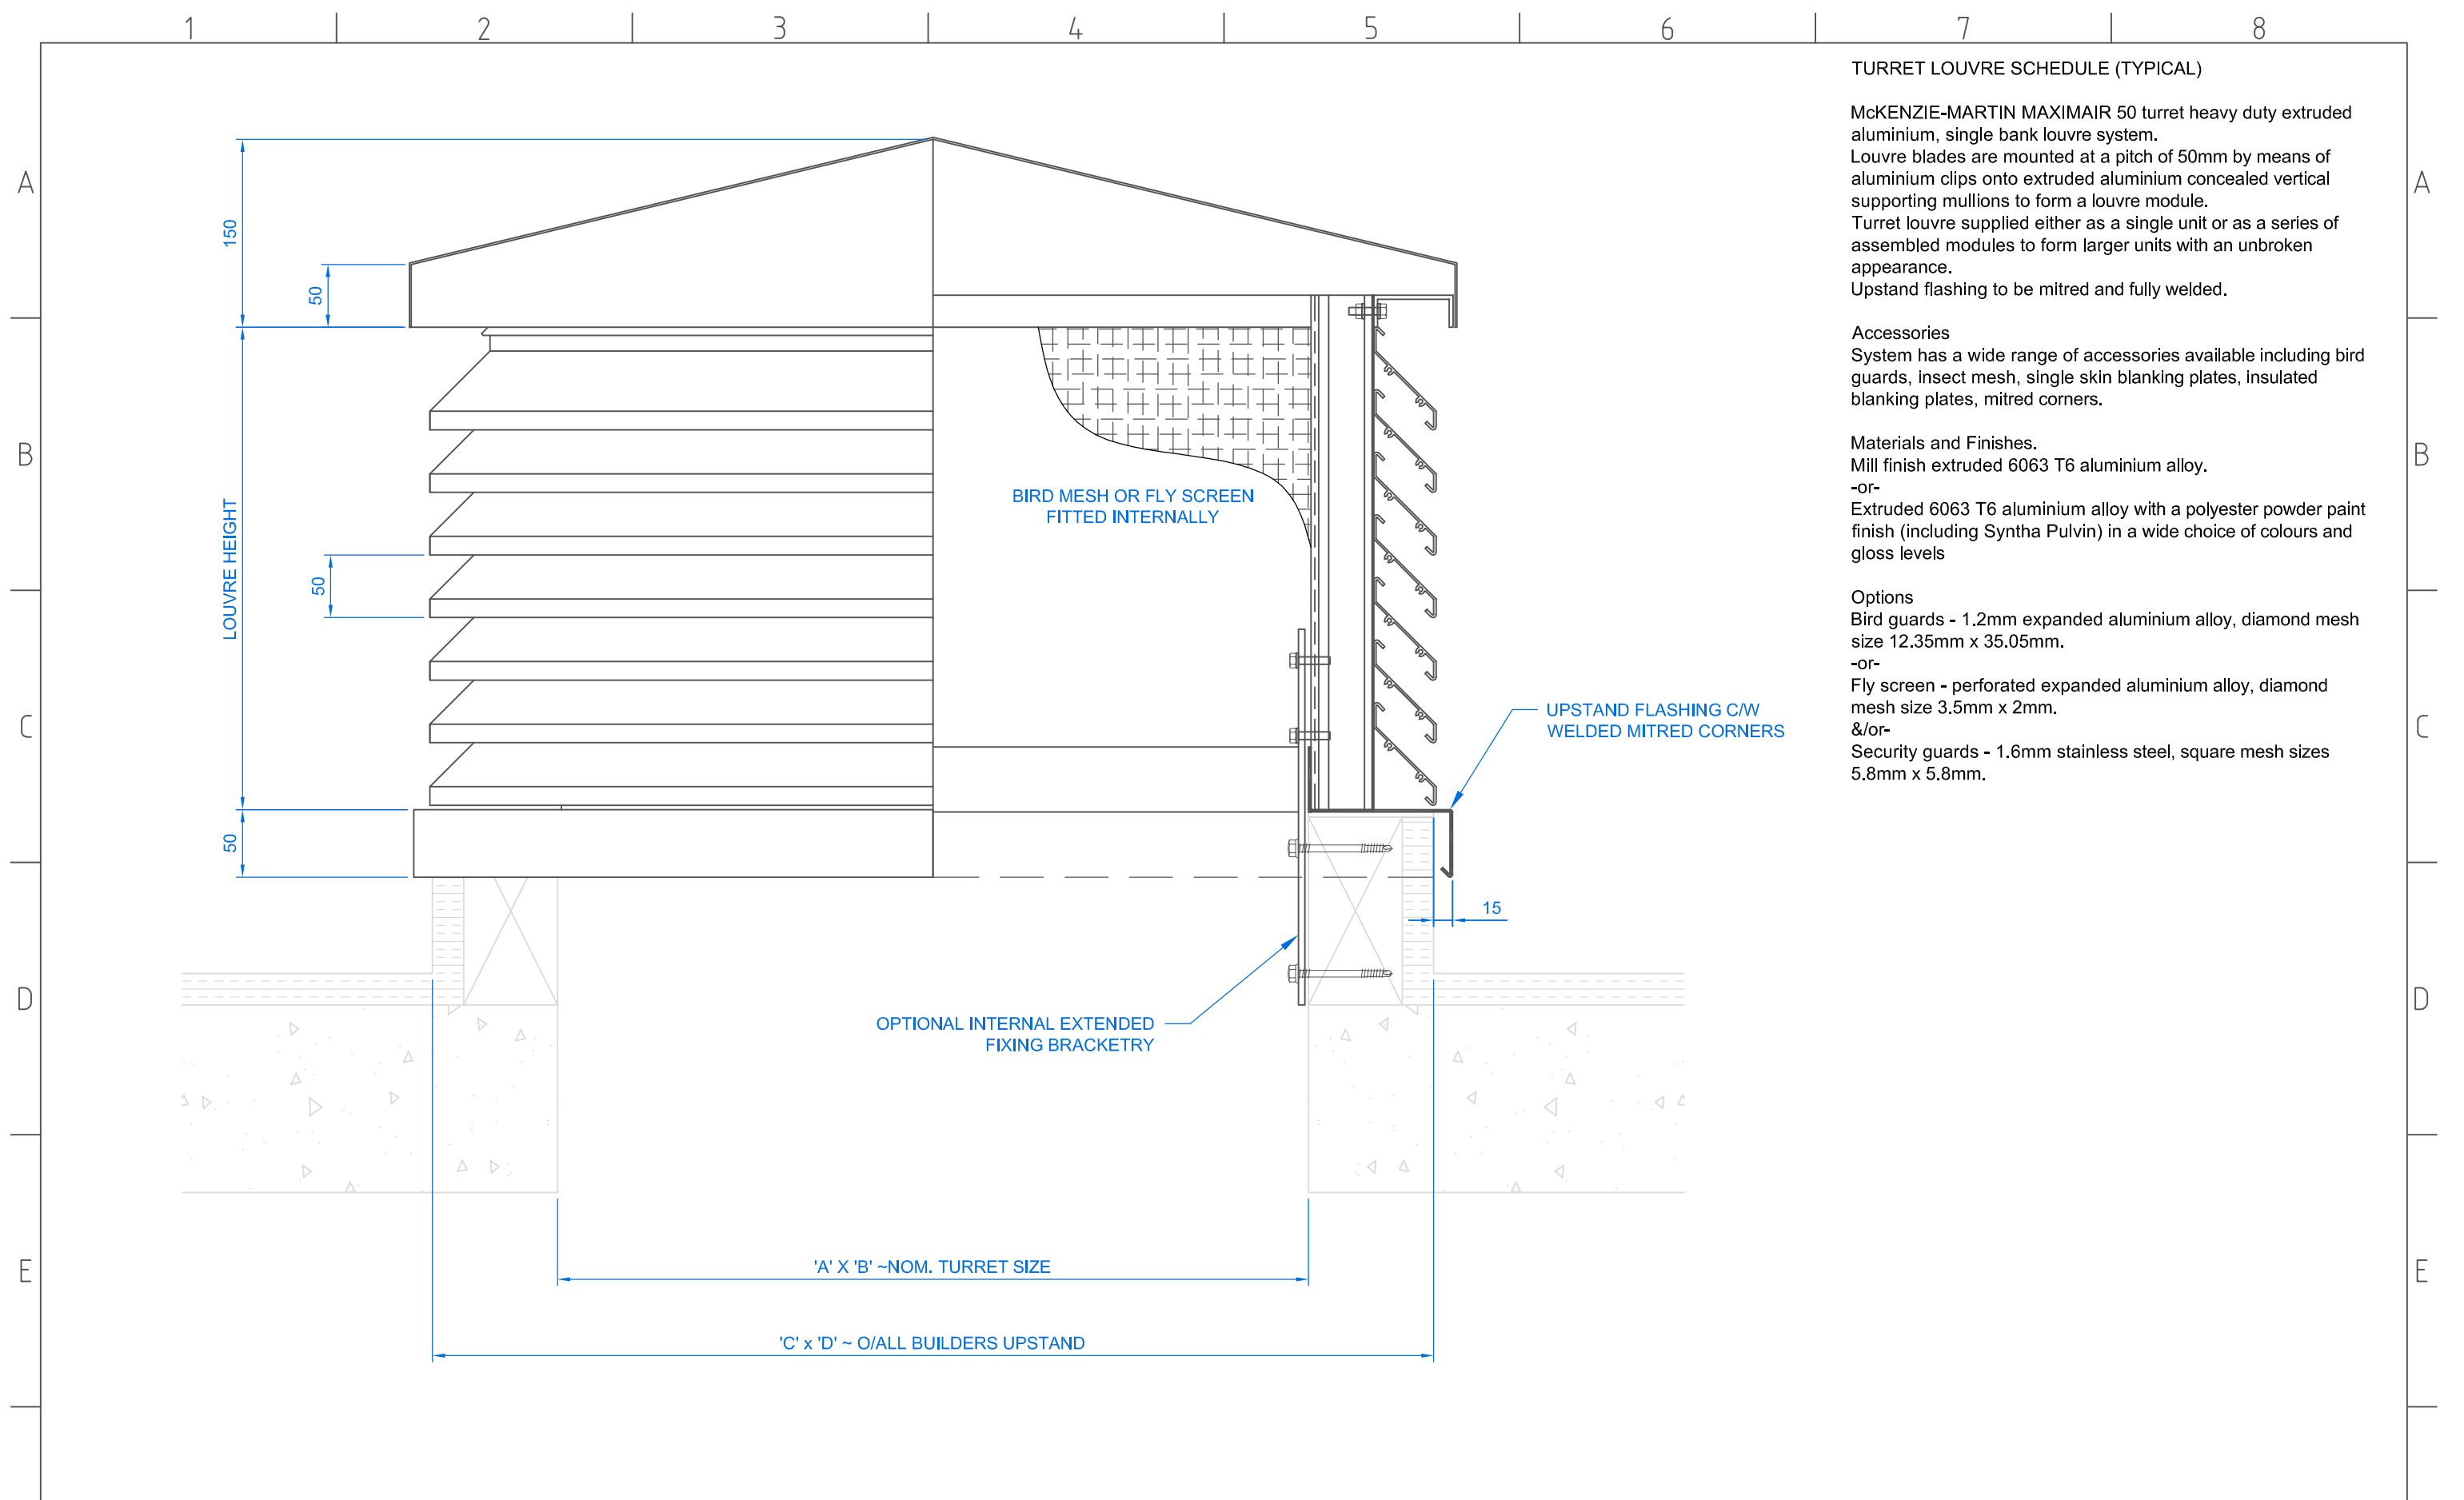 1 2 3 4 5 6 7 8
A A
B B
C C
D D
E E
150
50
LOUVRE HEIGHT
50
50
BIRD MESH OR FLY SCREEN
FITTED INTERNALLY
UPSTAND FLASHING C/W
WELDED MITRED CORNERS
15
OPTIONAL INTERNAL EXTENDED
FIXING BRACKETRY
'A' X 'B' ~NOM. TURRET SIZE
'C' x 'D' ~ O/ALL BUILDERS UPSTAND
TURRET LOUVRE SCHEDULE (TYPICAL)
McKENZIE-MARTIN MAXIMAIR 50 turret heavy duty extruded
aluminium, single bank louvre system.
Louvre blades are mounted at a pitch of 50mm by means of
aluminium clips onto extruded aluminium concealed vertical
supporting mullions to form a louvre module.
Turret louvre supplied either as a single unit or as a series of
assembled modules to form larger units with an unbroken
appearance.
Upstand flashing to be mitred and fully welded.
Accessories
System has a wide range of accessories available including bird
guards, insect mesh, single skin blanking plates, insulated
blanking plates, mitred corners.
Materials and Finishes.
Mill finish extruded 6063 T6 aluminium alloy.
-or-
Extruded 6063 T6 aluminium alloy with a polyester powder paint
finish (including Syntha Pulvin) in a wide choice of colours and
gloss levels
Options
Bird guards - 1.2mm expanded aluminium alloy, diamond mesh
size 12.35mm x 35.05mm.
-or-
Fly screen - perforated expanded aluminium alloy, diamond
mesh size 3.5mm x 2mm.
&/or-
Security guards - 1.6mm stainless steel, square mesh sizes
5.8mm x 5.8mm.